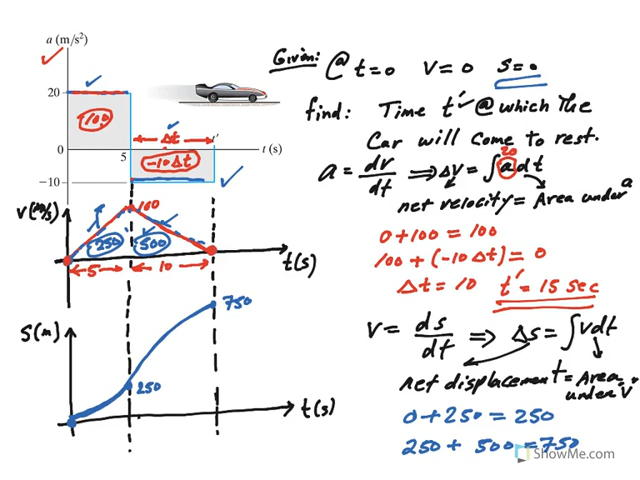 a (m/s²)
20
100
0
5
Δt
t'
t (s)
-10Δt
-10
V(m/s)
100
250
500
5
10
t(s)
S(m)
750
250
t(s)
Given: @ t=0 V=0 S=0
find: Time t' @ which the
Car will come to rest.
a = dv/dt ⇒ ΔV = ∫ a dt
20
net velocity = Area under a
0+100 = 100
100 + (-10Δt) = 0
Δt = 10 t' = 15 sec
V = ds/dt ⇒ Δs = ∫ v dt
net displacement = Area under v
0 + 250 = 250
250 + 500 = 750
ShowMe.com